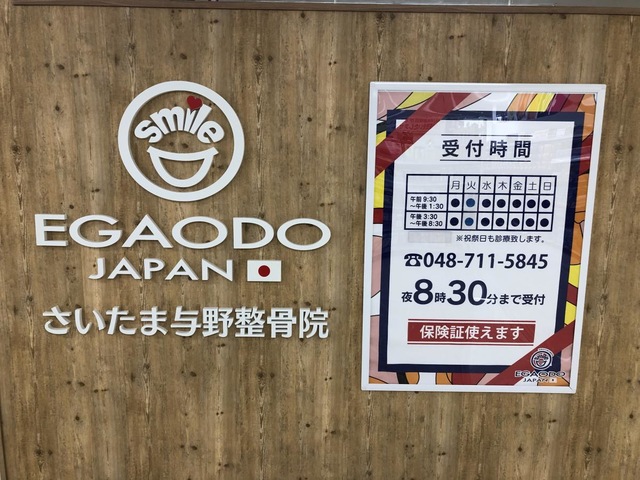 smile
EGAODO
JAPAN
さいたま与野整骨院
受付時間
月 火 水 木 金 土 日
午前 9:30
～午後 1:30 ● ● ● ● ● ● ●
午後 3:30
～午後 8:30 ● ● ● ● ● ● ●
※祝祭日も診療致します。
☎048-711-5845
夜8時30分まで受付
保険証使えます
EGAODO
JAPAN